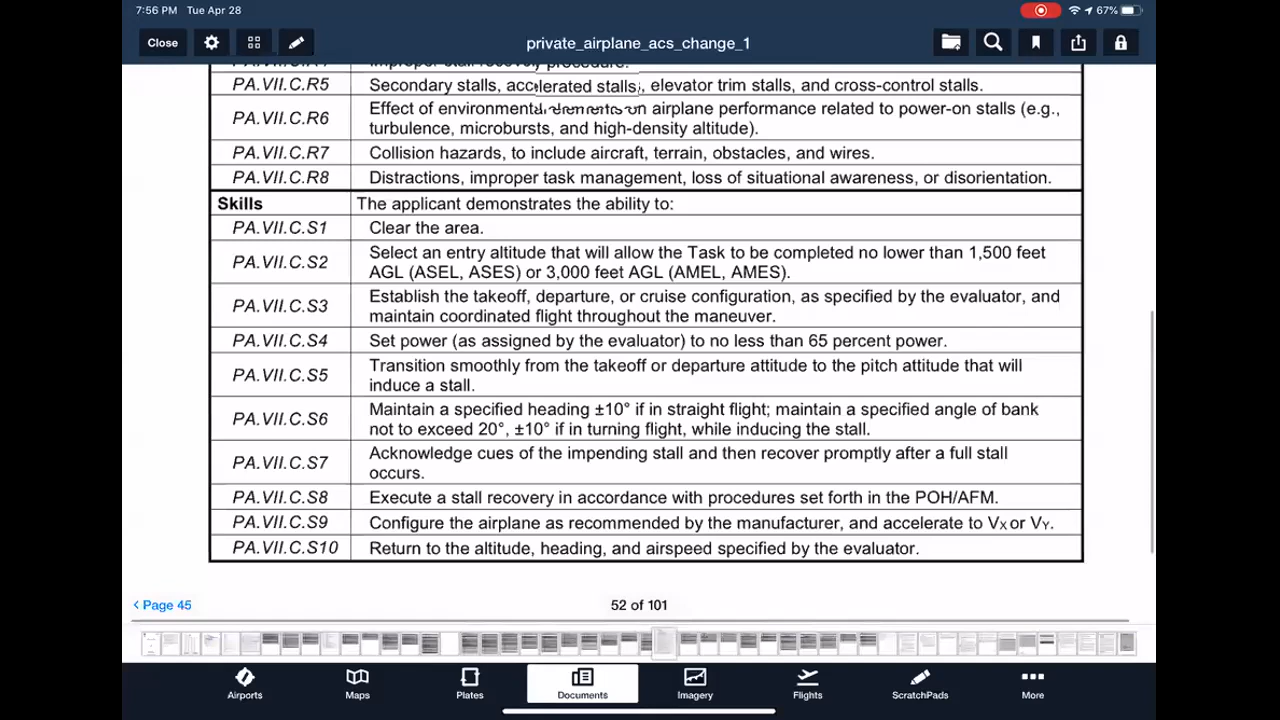 7:56 PM Tue Apr 28
67%
Close
private_airplane_acs_change_1
PA.VII.C.R5 Secondary stalls, accelerated stalls, elevator trim stalls, and cross-control stalls.
PA.VII.C.R6 Effect of environmental elements on airplane performance related to power-on stalls (e.g.,
turbulence, microbursts, and high-density altitude).
PA.VII.C.R7 Collision hazards, to include aircraft, terrain, obstacles, and wires.
PA.VII.C.R8 Distractions, improper task management, loss of situational awareness, or disorientation.
Skills The applicant demonstrates the ability to:
PA.VII.C.S1 Clear the area.
PA.VII.C.S2 Select an entry altitude that will allow the Task to be completed no lower than 1,500 feet
AGL (ASEL, ASES) or 3,000 feet AGL (AMEL, AMES).
PA.VII.C.S3 Establish the takeoff, departure, or cruise configuration, as specified by the evaluator, and
maintain coordinated flight throughout the maneuver.
PA.VII.C.S4 Set power (as assigned by the evaluator) to no less than 65 percent power.
PA.VII.C.S5 Transition smoothly from the takeoff or departure attitude to the pitch attitude that will
induce a stall.
PA.VII.C.S6 Maintain a specified heading ±10° if in straight flight; maintain a specified angle of bank
not to exceed 20°, ±10° if in turning flight, while inducing the stall.
PA.VII.C.S7 Acknowledge cues of the impending stall and then recover promptly after a full stall
occurs.
PA.VII.C.S8 Execute a stall recovery in accordance with procedures set forth in the POH/AFM.
PA.VII.C.S9 Configure the airplane as recommended by the manufacturer, and accelerate to VX or VY.
PA.VII.C.S10 Return to the altitude, heading, and airspeed specified by the evaluator.
< Page 45
52 of 101
Airports Maps Plates Documents Imagery Flights ScratchPads More